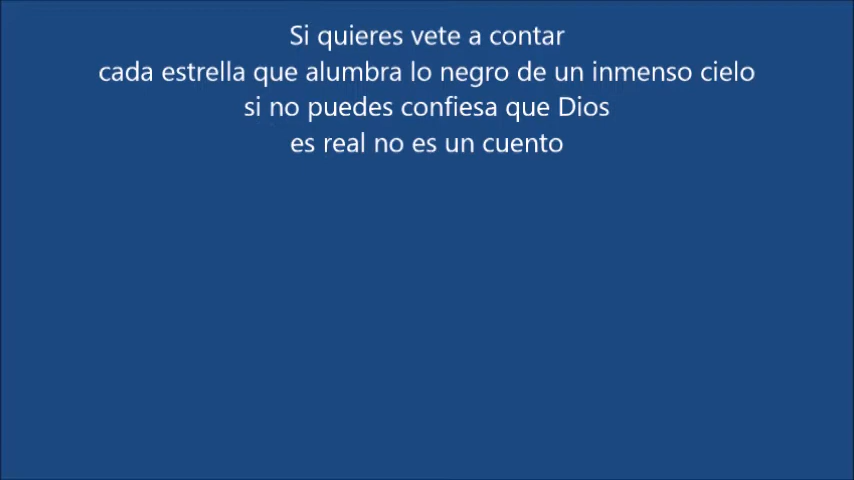 Si quieres vete a contar
cada estrella que alumbra lo negro de un inmenso cielo
si no puedes confiesa que Dios
es real no es un cuento